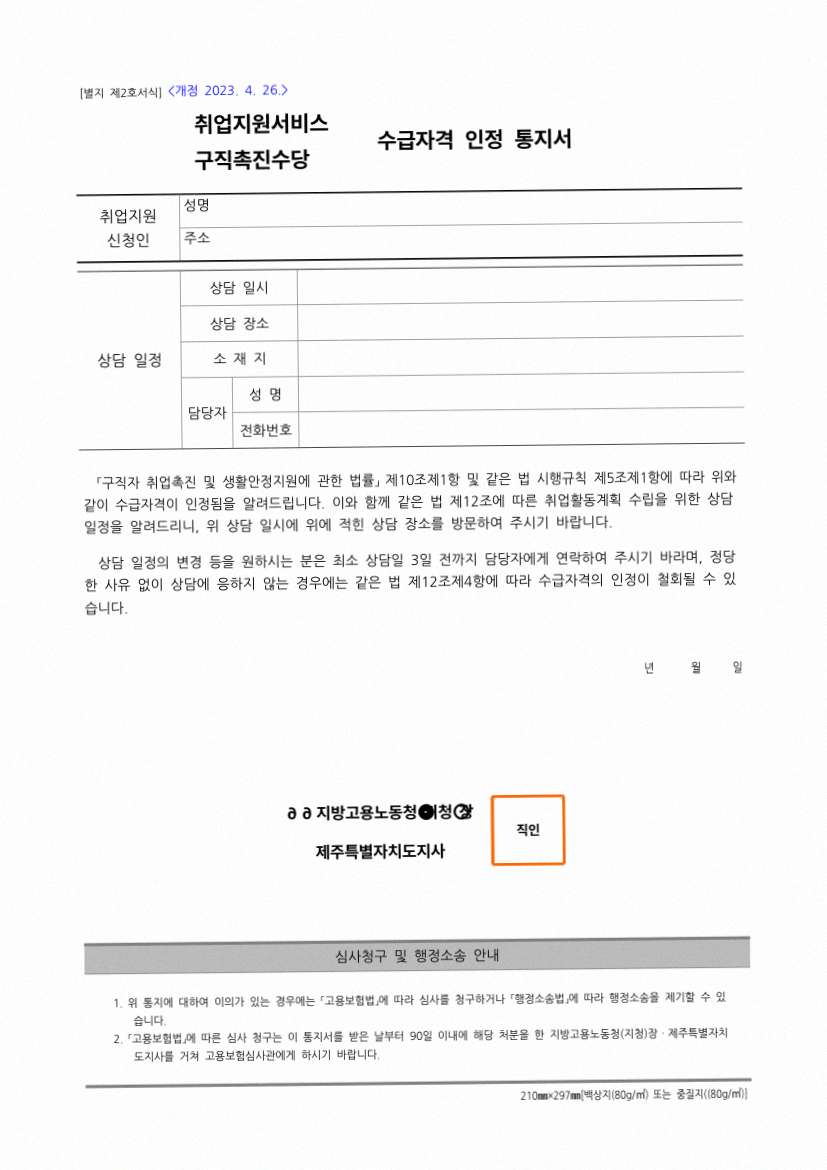 [별지 제2호서식] <개정 2023. 4. 26.>
취업지원서비스
구직촉진수당
수급자격 인정 통지서
취업지원
신청인
성명
주소
상담 일정
상담 일시
상담 장소
소 재 지
담당자
성 명
전화번호
「구직자 취업촉진 및 생활안정지원에 관한 법률」 제10조제1항 및 같은 법 시행규칙 제5조제1항에 따라 위와
같이 수급자격이 인정됨을 알려드립니다. 이와 함께 같은 법 제12조에 따른 취업활동계획 수립을 위한 상담
일정을 알려드리니, 위 상담 일시에 위에 적힌 상담 장소를 방문하여 주시기 바랍니다.
상담 일정의 변경 등을 원하시는 분은 최소 상담일 3일 전까지 담당자에게 연락하여 주시기 바라며, 정당
한 사유 없이 상담에 응하지 않는 경우에는 같은 법 제12조제4항에 따라 수급자격의 인정이 철회될 수 있
습니다.
년 월 일
∂ ∂ 지방고용노동청
제주특별자치도지사
직인
심사청구 및 행정소송 안내
1. 위 통지에 대하여 이의가 있는 경우에는 「고용보험법」에 따라 심사를 청구하거나 「행정소송법」에 따라 행정소송을 제기할 수 있
습니다.
2. 「고용보험법」에 따른 심사 청구는 이 통지서를 받은 날부터 90일 이내에 해당 처분을 한 지방고용노동청(지청)장ㆍ제주특별자치
도지사를 거쳐 고용보험심사관에게 하시기 바랍니다.
210㎜×297㎜[백상지(80g/㎡) 또는 중질지((80g/㎡)]